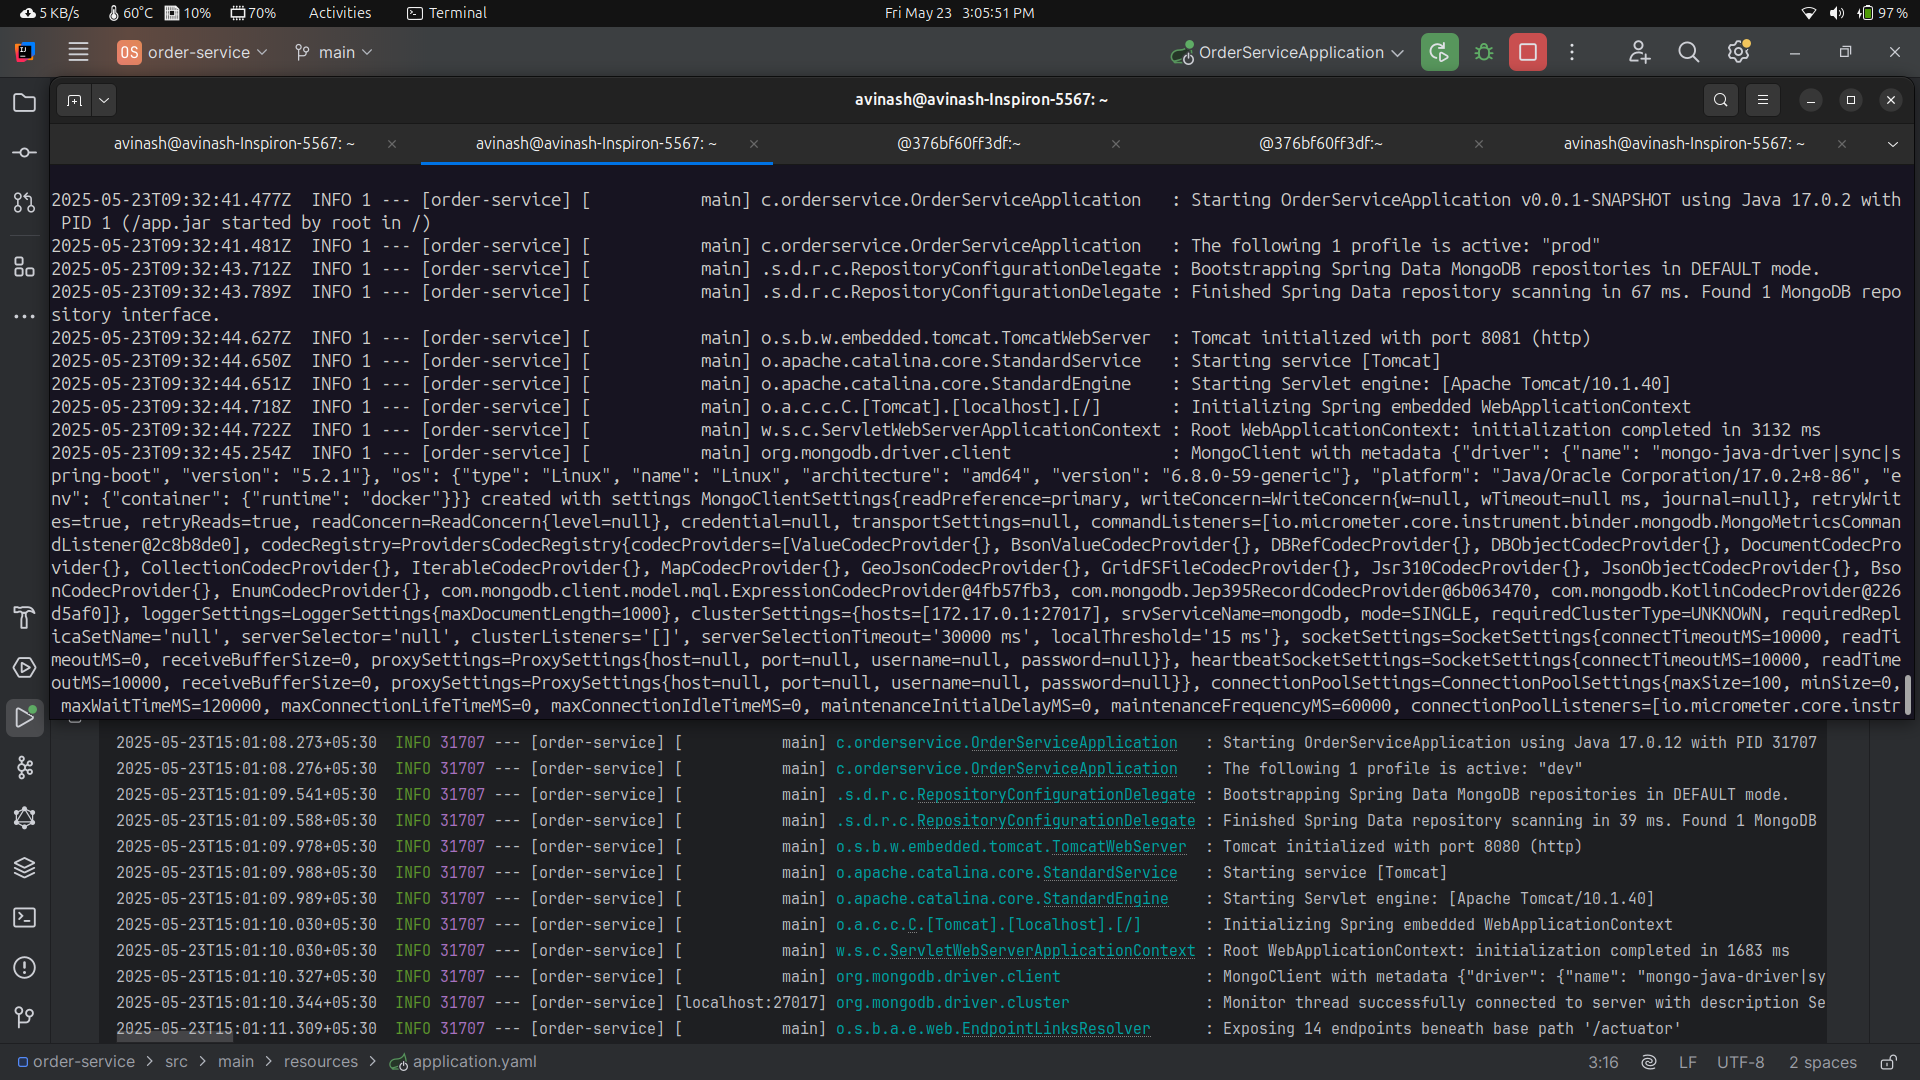 5 KB/s 60°C 10% 70% Activities Terminal Fri May 23 3:05:51 PM 97 %
OS order-service main OrderServiceApplication
avinash@avinash-Inspiron-5567: ~
avinash@avinash-Inspiron-5567: ~ avinash@avinash-Inspiron-5567: ~ @376bf60ff3df:~ @376bf60ff3df:~ avinash@avinash-Inspiron-5567: ~
2025-05-23T09:32:41.477Z  INFO 1 --- [order-service] [           main] c.orderservice.OrderServiceApplication   : Starting OrderServiceApplication v0.0.1-SNAPSHOT using Java 17.0.2 with
 PID 1 (/app.jar started by root in /)
2025-05-23T09:32:41.481Z  INFO 1 --- [order-service] [           main] c.orderservice.OrderServiceApplication   : The following 1 profile is active: "prod"
2025-05-23T09:32:43.712Z  INFO 1 --- [order-service] [           main] .s.d.r.c.RepositoryConfigurationDelegate : Bootstrapping Spring Data MongoDB repositories in DEFAULT mode.
2025-05-23T09:32:43.789Z  INFO 1 --- [order-service] [           main] .s.d.r.c.RepositoryConfigurationDelegate : Finished Spring Data repository scanning in 67 ms. Found 1 MongoDB repo
sitory interface.
2025-05-23T09:32:44.627Z  INFO 1 --- [order-service] [           main] o.s.b.w.embedded.tomcat.TomcatWebServer  : Tomcat initialized with port 8081 (http)
2025-05-23T09:32:44.650Z  INFO 1 --- [order-service] [           main] o.apache.catalina.core.StandardService   : Starting service [Tomcat]
2025-05-23T09:32:44.651Z  INFO 1 --- [order-service] [           main] o.apache.catalina.core.StandardEngine    : Starting Servlet engine: [Apache Tomcat/10.1.40]
2025-05-23T09:32:44.718Z  INFO 1 --- [order-service] [           main] o.a.c.c.C.[Tomcat].[localhost].[/]       : Initializing Spring embedded WebApplicationContext
2025-05-23T09:32:44.722Z  INFO 1 --- [order-service] [           main] w.s.c.ServletWebServerApplicationContext : Root WebApplicationContext: initialization completed in 3132 ms
2025-05-23T09:32:45.254Z  INFO 1 --- [order-service] [           main] org.mongodb.driver.client                : MongoClient with metadata {"driver": {"name": "mongo-java-driver|sync|s
pring-boot", "version": "5.2.1"}, "os": {"type": "Linux", "name": "Linux", "architecture": "amd64", "version": "6.8.0-59-generic"}, "platform": "Java/Oracle Corporation/17.0.2+8-86", "e
nv": {"container": {"runtime": "docker"}}} created with settings MongoClientSettings{readPreference=primary, writeConcern=WriteConcern{w=null, wTimeout=null ms, journal=null}, retryWrit
es=true, retryReads=true, readConcern=ReadConcern{level=null}, credential=null, transportSettings=null, commandListeners=[io.micrometer.core.instrument.binder.mongodb.MongoMetricsComman
dListener@2c8b8de0], codecRegistry=ProvidersCodecRegistry{codecProviders=[ValueCodecProvider{}, BsonValueCodecProvider{}, DBRefCodecProvider{}, DBObjectCodecProvider{}, DocumentCodecPro
vider{}, CollectionCodecProvider{}, IterableCodecProvider{}, MapCodecProvider{}, GeoJsonCodecProvider{}, GridFSFileCodecProvider{}, Jsr310CodecProvider{}, JsonObjectCodecProvider{}, Bso
nCodecProvider{}, EnumCodecProvider{}, com.mongodb.client.model.mql.ExpressionCodecProvider@4fb57fb3, com.mongodb.Jep395RecordCodecProvider@6b063470, com.mongodb.KotlinCodecProvider@226
d5af0]}, loggerSettings=LoggerSettings{maxDocumentLength=1000}, clusterSettings={hosts=[172.17.0.1:27017], srvServiceName=mongodb, mode=SINGLE, requiredClusterType=UNKNOWN, requiredRepl
icaSetName='null', serverSelector='null', clusterListeners='[]', serverSelectionTimeout='30000 ms', localThreshold='15 ms'}, socketSettings=SocketSettings{connectTimeoutMS=10000, readTi
meoutMS=0, receiveBufferSize=0, proxySettings=ProxySettings{host=null, port=null, username=null, password=null}}, heartbeatSocketSettings=SocketSettings{connectTimeoutMS=10000, readTime
outMS=10000, receiveBufferSize=0, proxySettings=ProxySettings{host=null, port=null, username=null, password=null}}, connectionPoolSettings=ConnectionPoolSettings{maxSize=100, minSize=0,
 maxWaitTimeMS=120000, maxConnectionLifeTimeMS=0, maxConnectionIdleTimeMS=0, maintenanceInitialDelayMS=0, maintenanceFrequencyMS=60000, connectionPoolListeners=[io.micrometer.core.instr
2025-05-23T15:01:08.273+05:30  INFO 31707 --- [order-service] [           main] c.orderservice.OrderServiceApplication   : Starting OrderServiceApplication using Java 17.0.12 with PID 31707
2025-05-23T15:01:08.276+05:30  INFO 31707 --- [order-service] [           main] c.orderservice.OrderServiceApplication   : The following 1 profile is active: "dev"
2025-05-23T15:01:09.541+05:30  INFO 31707 --- [order-service] [           main] .s.d.r.c.RepositoryConfigurationDelegate : Bootstrapping Spring Data MongoDB repositories in DEFAULT mode.
2025-05-23T15:01:09.588+05:30  INFO 31707 --- [order-service] [           main] .s.d.r.c.RepositoryConfigurationDelegate : Finished Spring Data repository scanning in 39 ms. Found 1 MongoDB
2025-05-23T15:01:09.978+05:30  INFO 31707 --- [order-service] [           main] o.s.b.w.embedded.tomcat.TomcatWebServer  : Tomcat initialized with port 8080 (http)
2025-05-23T15:01:09.988+05:30  INFO 31707 --- [order-service] [           main] o.apache.catalina.core.StandardService   : Starting service [Tomcat]
2025-05-23T15:01:09.989+05:30  INFO 31707 --- [order-service] [           main] o.apache.catalina.core.StandardEngine    : Starting Servlet engine: [Apache Tomcat/10.1.40]
2025-05-23T15:01:10.030+05:30  INFO 31707 --- [order-service] [           main] o.a.c.c.C.[Tomcat].[localhost].[/]       : Initializing Spring embedded WebApplicationContext
2025-05-23T15:01:10.030+05:30  INFO 31707 --- [order-service] [           main] w.s.c.ServletWebServerApplicationContext : Root WebApplicationContext: initialization completed in 1683 ms
2025-05-23T15:01:10.327+05:30  INFO 31707 --- [order-service] [           main] org.mongodb.driver.client                : MongoClient with metadata {"driver": {"name": "mongo-java-driver|sy
2025-05-23T15:01:10.344+05:30  INFO 31707 --- [order-service] [localhost:27017] org.mongodb.driver.cluster               : Monitor thread successfully connected to server with description Se
2025-05-23T15:01:11.309+05:30  INFO 31707 --- [order-service] [           main] o.s.b.a.e.web.EndpointLinksResolver      : Exposing 14 endpoints beneath base path '/actuator'
order-service > src > main > resources > application.yaml 3:16 LF UTF-8 2 spaces